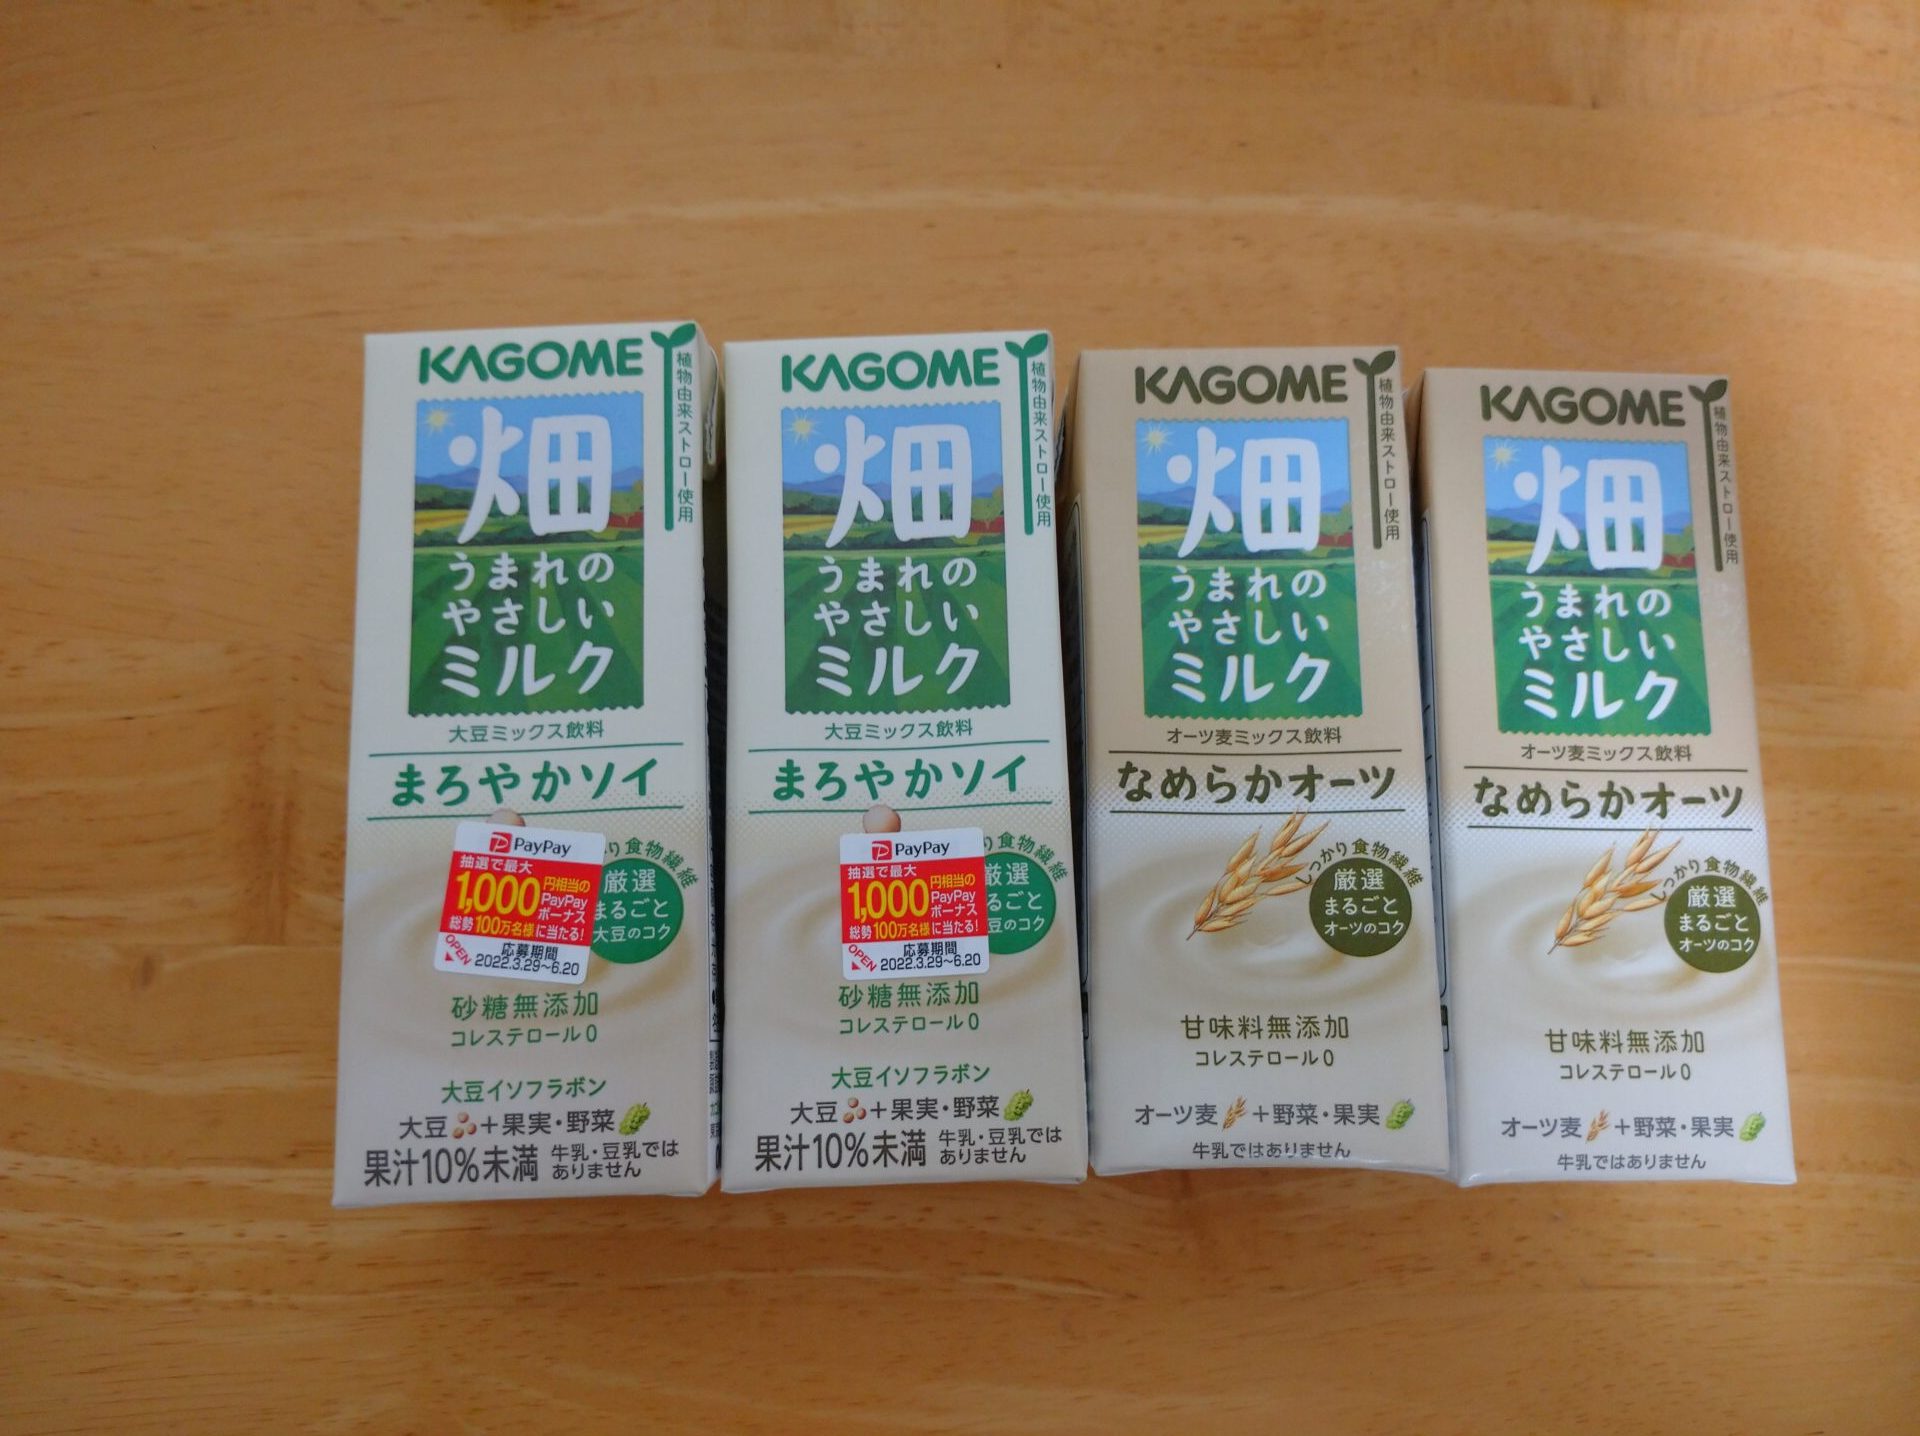 KAGOME
植物由来ストロー使用
畑
うまれの
やさしい
ミルク
大豆ミックス飲料
まろやかソイ
PayPay
抽選で最大
1,000円相当の
PayPay
ボーナス
総勢100万名様に当たる!
OPEN
応募期間
2022.3.29~6.20
り食物繊維
厳選
まるごと
大豆のコク
砂糖無添加
コレステロール0
大豆イソフラボン
大豆+果実・野菜
果汁10%未満
牛乳・豆乳では
ありません
KAGOME
植物由来ストロー使用
畑
うまれの
やさしい
ミルク
大豆ミックス飲料
まろやかソイ
PayPay
抽選で最大
1,000円相当の
PayPay
ボーナス
総勢100万名様に当たる!
OPEN
応募期間
2022.3.29~6.20
り食物繊維
厳選
るごと
豆のコク
砂糖無添加
コレステロール0
大豆イソフラボン
大豆+果実・野菜
果汁10%未満
牛乳・豆乳では
ありません
KAGOME
植物由来ストロー使用
畑
うまれの
やさしい
ミルク
オーツ麦ミックス飲料
なめらかオーツ
しっかり食物繊維
厳選
まるごと
オーツのコク
甘味料無添加
コレステロール0
オーツ麦+野菜・果実
牛乳ではありません
KAGOME
植物由来ストロー使用
畑
うまれの
やさしい
ミルク
オーツ麦ミックス飲料
なめらかオーツ
しっかり食物繊維
厳選
まるごと
オーツのコク
甘味料無添加
コレステロール0
オーツ麦+野菜・果実
牛乳ではありません